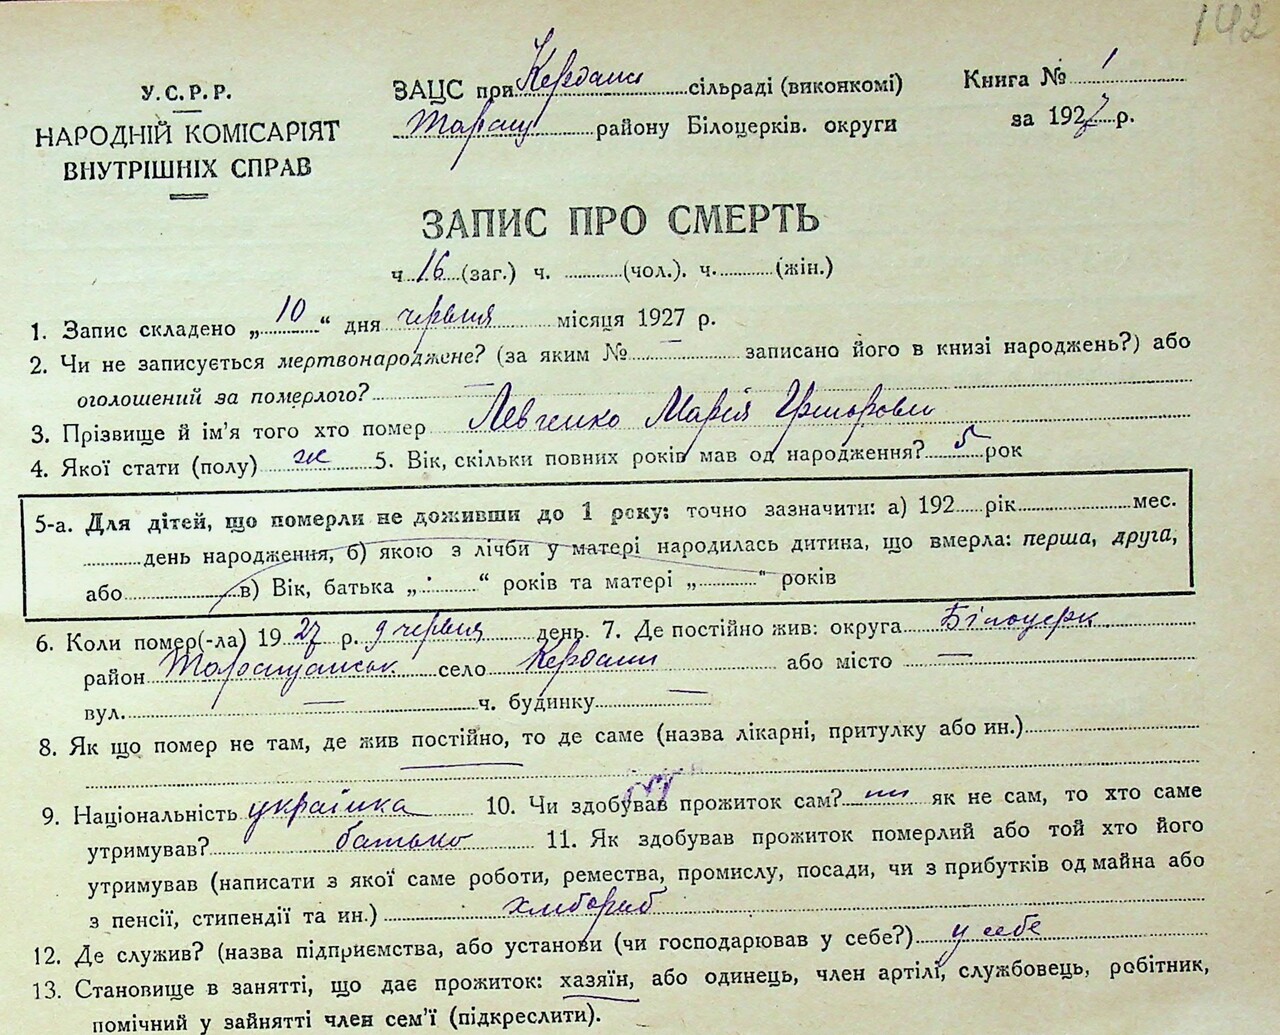 142
У.С.Р.Р.
НАРОДНІЙ КОМІСАРІЯТ
ВНУТРІШНІХ СПРАВ
ЗАЦС при Кердани сільраді (виконкомі)
Таращ району Білоцерків. округи
Книга № 1
за 1927 р.
ЗАПИС ПРО СМЕРТЬ
ч. 16 (заг.) ч. (чол.). ч. (жін.)
1. Запис складено „10“ дня червня місяця 1927 р.
2. Чи не записується мертвонароджене? (за яким № — записано його в книзі народжень?) або
оголошений за померлого? —
3. Прізвище й ім'я того хто помер Левченко Марія Григоровн
4. Якої стати (полу) ж 5. Вік, скільки повних років мав од народження? 5 рок
5-а. Для дітей, що померли не доживши до 1 року: точно зазначити: а) 192 рік мес.
день народження, б) якою з лічби у матері народилась дитина, що вмерла: перша, друга,
або в) Вік, батька „ “ років та матері „ “ років
6. Коли помер(-ла) 1927 р. 9 червня день. 7. Де постійно жив: округа Білоцерк
район Таращанськ село Кердани або місто —
вул. — ч. будинку —
8. Як що помер не там, де жив постійно, то де саме (назва лікарні, притулку або ин.)
9. Національність українка 10. Чи здобував прожиток сам? ні як не сам, то хто саме
утримував? батько 11. Як здобував прожиток померлий або той хто його
утримував (написати з якої саме роботи, ремества, промислу, посади, чи з прибутків од майна або
з пенсії, стипендії та ин.) хлібороб
12. Де служив? (назва підприємства, або установи (чи господарював у себе?) у себе
13. Становище в занятті, що дає прожиток: хазяїн, або одинець, член артілі, службовець, робітник,
помічний у зайнятті член сем'ї (підкреслити).